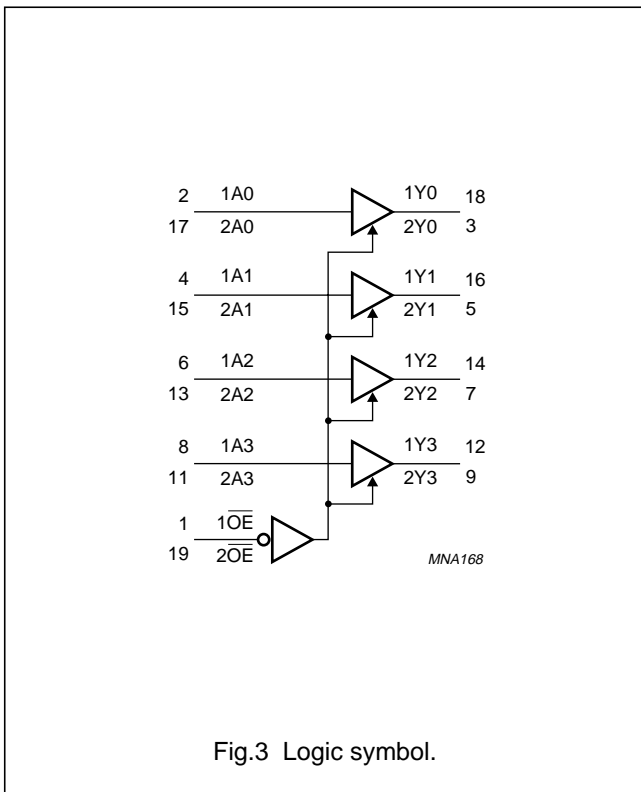 2 1A0 1Y0 18
17 2A0 2Y0 3
4 1A1 1Y1 16
15 2A1 2Y1 5
6 1A2 1Y2 14
13 2A2 2Y2 7
8 1A3 1Y3 12
11 2A3 2Y3 9
1 1O̅E̅
19 2O̅E̅
MNA168
Fig.3 Logic symbol.